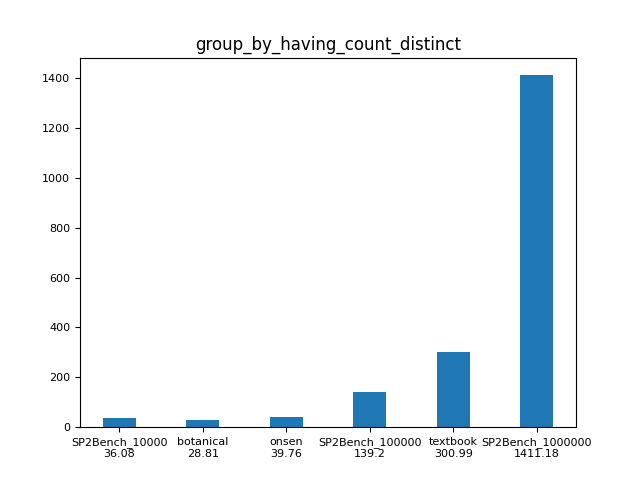 group_by_having_count_distinct
1400
1200
1000
800
600
400
200
0
SP2Bench_10000 botanical onsen SP2Bench_100000 textbook SP2Bench_1000000
36.08 28.81 39.76 139.2 300.99 1411.18